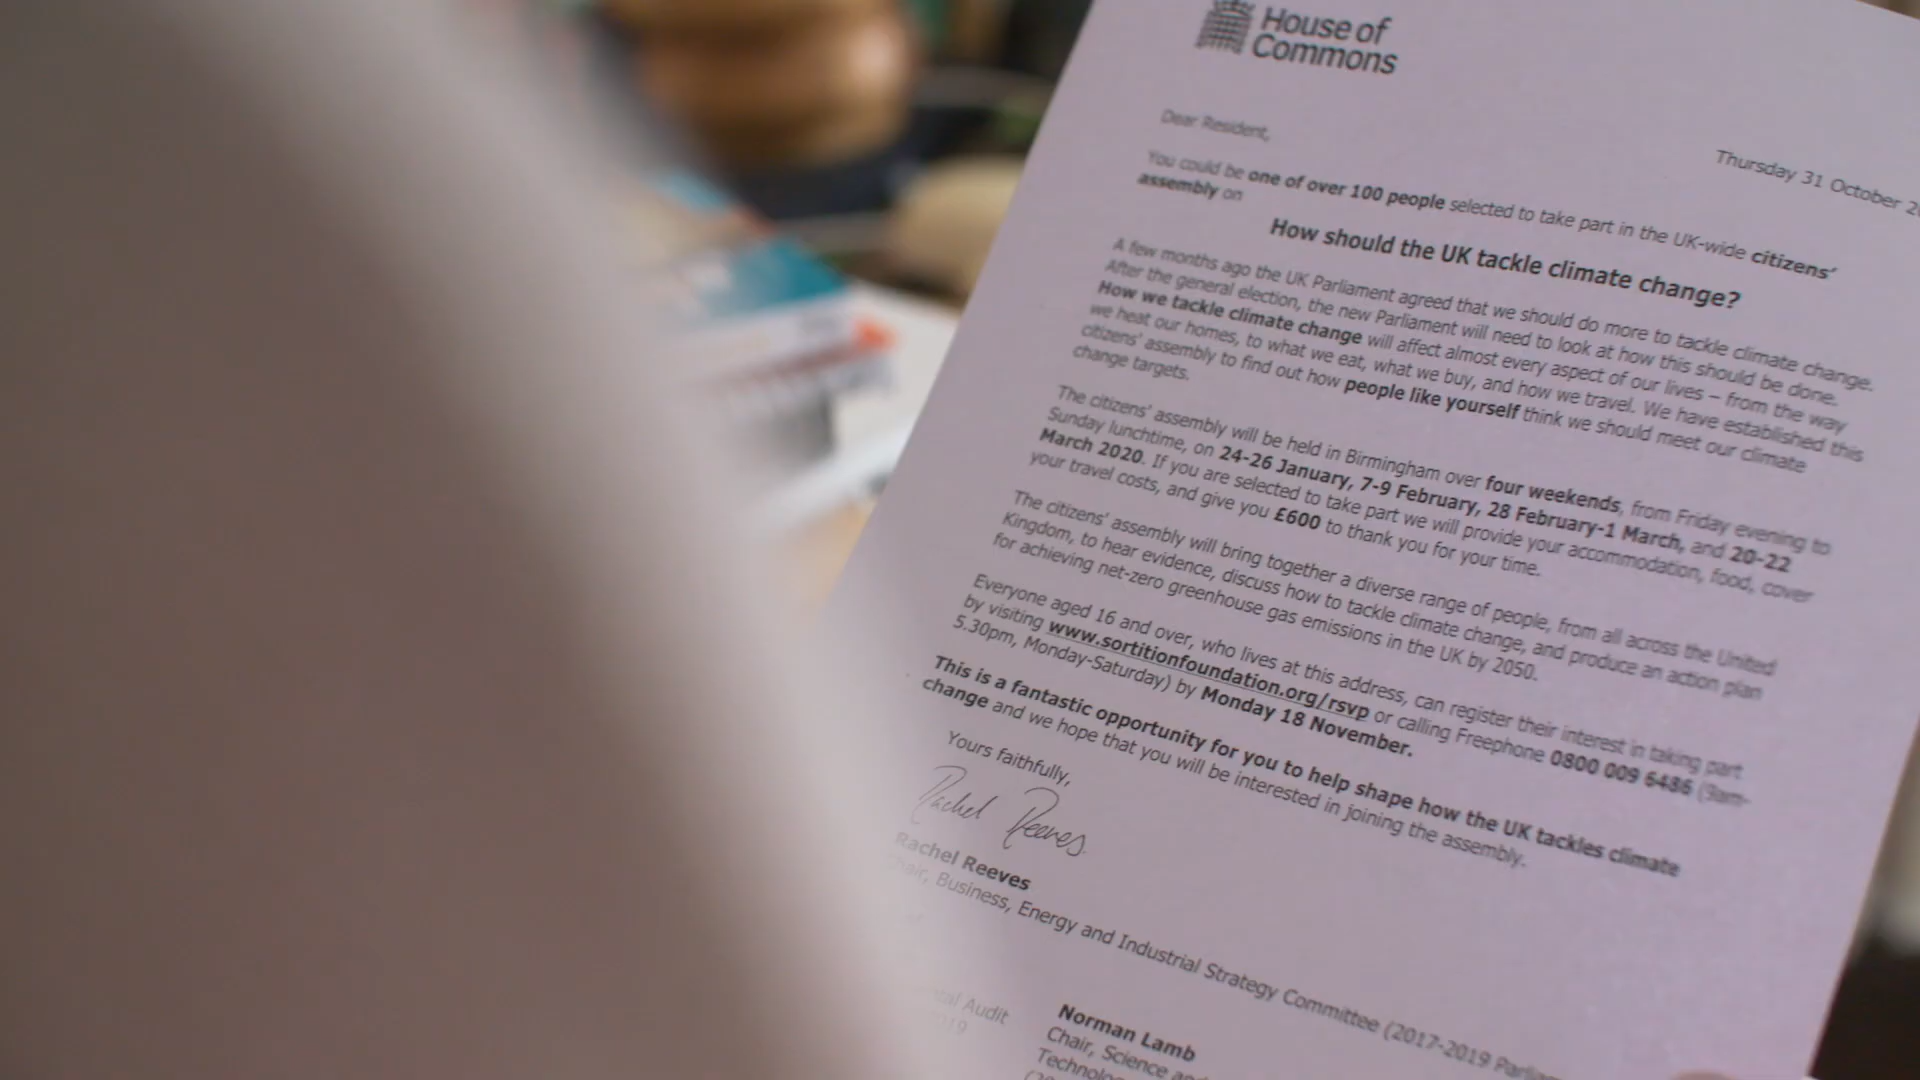 House of
Commons
Thursday 31 October
Dear Resident,
You could be one of over 100 people selected to take part in the UK-wide citizens'
assembly on
How should the UK tackle climate change?
A few months ago the UK Parliament agreed that we should do more to tackle climate change.
After the general election, the new Parliament will need to look at how this should be done.
How we tackle climate change will affect almost every aspect of our lives – from the way
we heat our homes, to what we eat, what we buy, and how we travel. We have established this
citizens' assembly to find out how people like yourself think we should meet our climate
change targets.
The citizens' assembly will be held in Birmingham over four weekends, from Friday evening to
Sunday lunchtime, on 24-26 January, 7-9 February, 28 February-1 March, and 20-22
March 2020. If you are selected to take part we will provide your accommodation, food, cover
your travel costs, and give you £600 to thank you for your time.
The citizens' assembly will bring together a diverse range of people, from all across the United
Kingdom, to hear evidence, discuss how to tackle climate change, and produce an action plan
for achieving net-zero greenhouse gas emissions in the UK by 2050.
Everyone aged 16 and over, who lives at this address, can register their interest in taking part
by visiting www.sortitionfoundation.org/rsvp or calling Freephone 0800 009 6486 (9am-
5.30pm, Monday-Saturday) by Monday 18 November.
This is a fantastic opportunity for you to help shape how the UK tackles climate
change and we hope that you will be interested in joining the assembly.
Yours faithfully,
Rachel Reeves
Rachel Reeves
Chair, Business, Energy and Industrial Strategy Committee (2017-2019
Audit
Norman Lamb
Chair, Science and